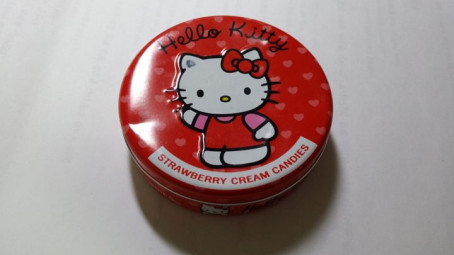 Hello Kitty
STRAWBERRY CREAM CANDIES